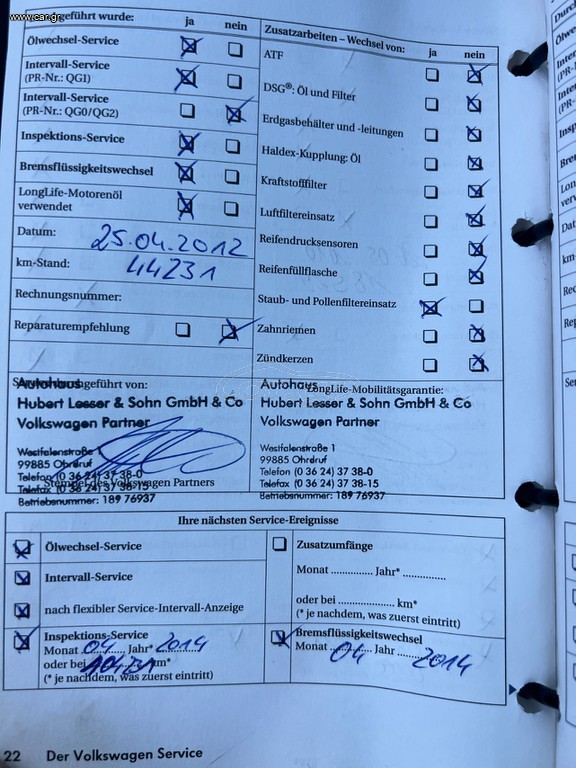 www.car.gr
geführt wurde: ja nein
Ölwechsel-Service
Intervall-Service
(PR-Nr.: QG1)
Intervall-Service
(PR-Nr.: QG0/QG2)
Inspektions-Service
Bremsflüssigkeitswechsel
LongLife-Motorenöl
verwendet
Datum: 25.04.2012
km-Stand: 44231
Rechnungsnummer:
Reparaturempfehlung
Zusatzarbeiten – Wechsel von: ja nein
ATF
DSG®: Öl und Filter
Erdgasbehälter und -leitungen
Haldex-Kupplung: Öl
Kraftstofffilter
Luftfiltereinsatz
Reifendrucksensoren
Reifenfüllflasche
Staub- und Pollenfiltereinsatz
Zahnriemen
Zündkerzen
geführt von:
Autohaus
Hubert Lesser & Sohn GmbH & Co
Volkswagen Partner
Westfalenstraße 1
99885 Ohrdruf
Telefon (0 36 24) 37 38-0
Telefax (0 36 24) 37 38-15
Stempel des Volkswagen Partners
Betriebsnummer: 189 76937
LongLife-Mobilitätsgarantie:
Autohaus
Hubert Lesser & Sohn GmbH & Co
Volkswagen Partner
Westfalenstraße 1
99885 Ohrdruf
Telefon (0 36 24) 37 38-0
Telefax (0 36 24) 37 38-15
Betriebsnummer: 189 76937
Ihre nächsten Service-Ereignisse
Ölwechsel-Service
Intervall-Service
nach flexibler Service-Intervall-Anzeige
Inspektions-Service
Monat 04 Jahr* 2014
oder bei km*
(* je nachdem, was zuerst eintritt)
Zusatzumfänge
Monat .............. Jahr* ..............
oder bei .................... km*
(* je nachdem, was zuerst eintritt)
Bremsflüssigkeitswechsel
Monat 04 Jahr 2014
22 Der Volkswagen Service